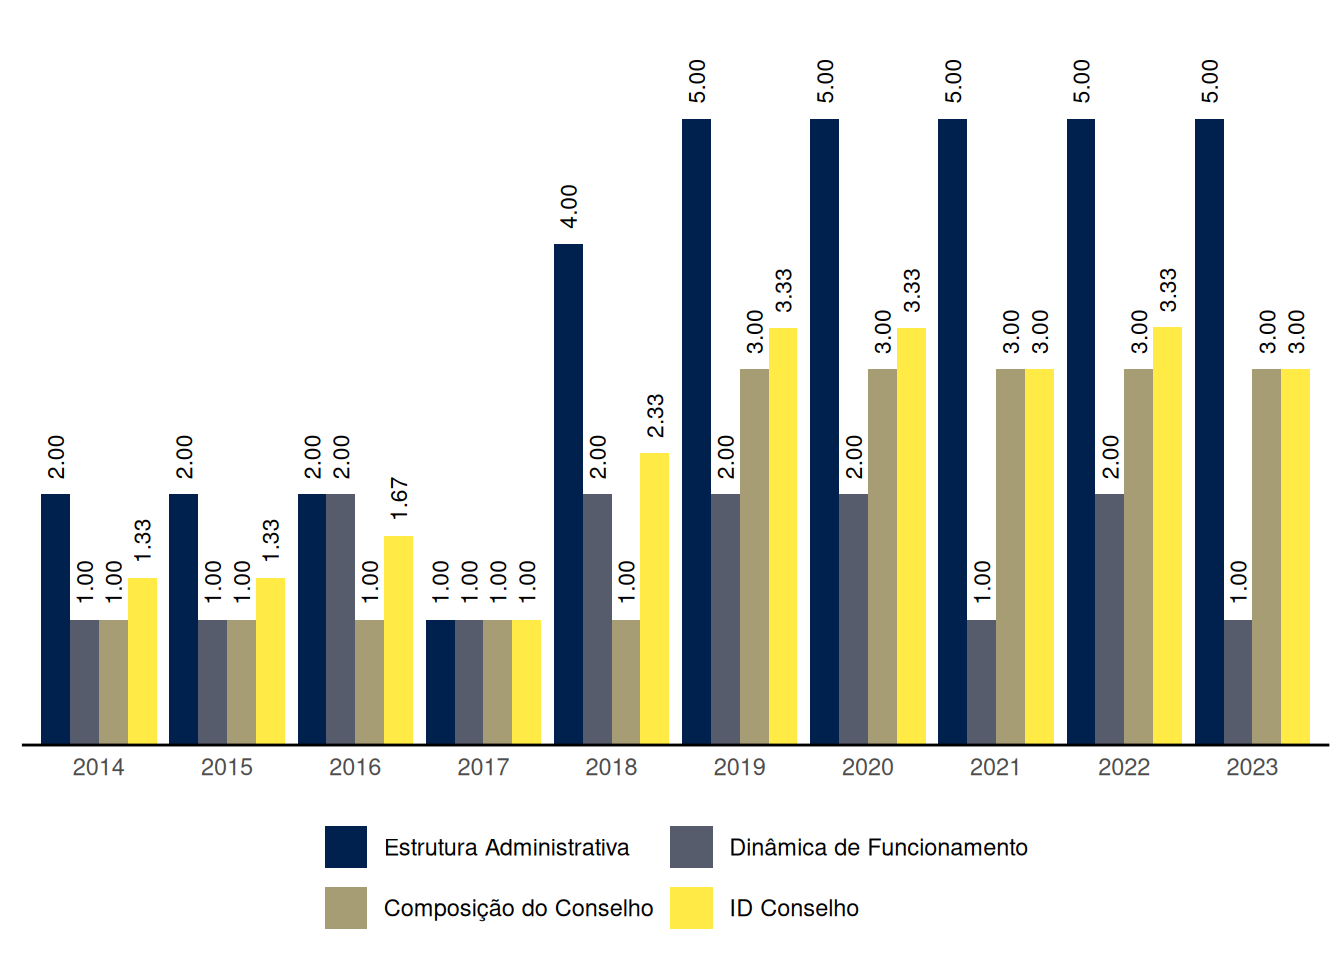 2.00 1.00 1.00 1.33
2.00 1.00 1.00 1.33
2.00 2.00 1.00 1.67
1.00 1.00 1.00 1.00
4.00 2.00 1.00 2.33
5.00 2.00 3.00 3.33
5.00 2.00 3.00 3.33
5.00 1.00 3.00 3.00
5.00 2.00 3.00 3.33
5.00 1.00 3.00 3.00
2014 2015 2016 2017 2018 2019 2020 2021 2022 2023
Estrutura Administrativa Dinâmica de Funcionamento
Composição do Conselho ID Conselho